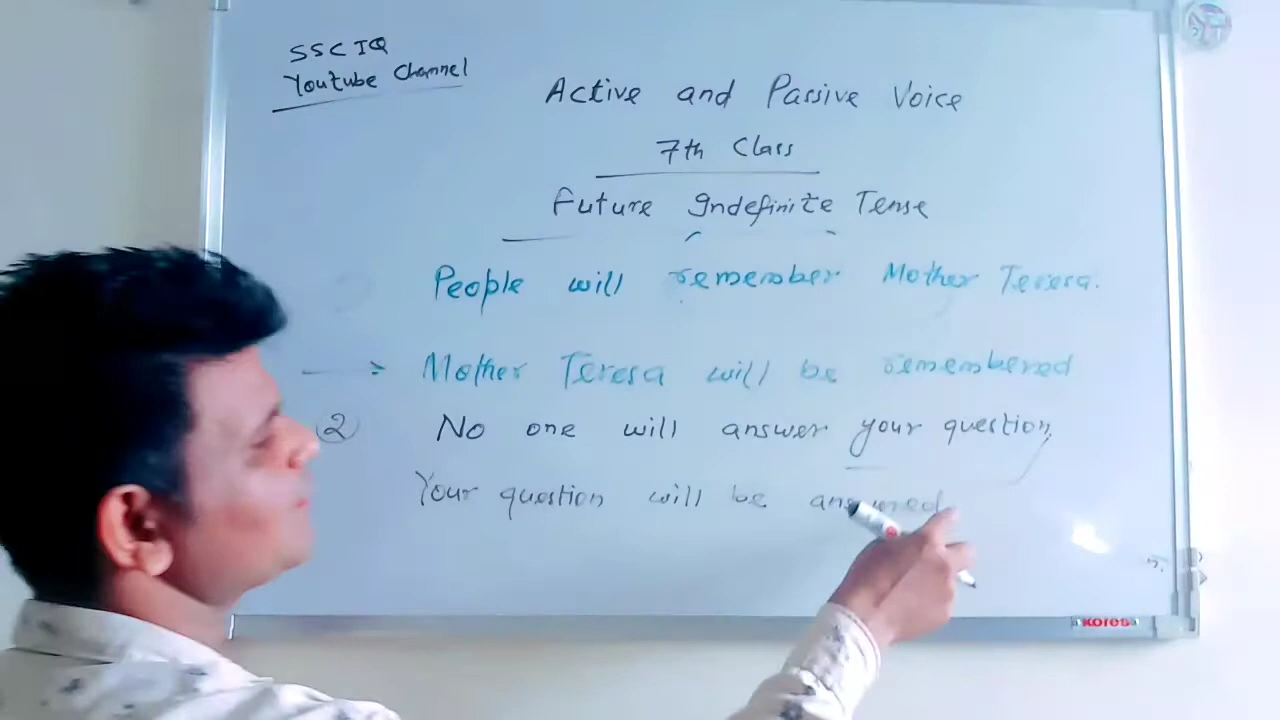 SSC IQ
Youtube Channel
Active and Passive Voice
7th Class
Future Indefinite Tense
People will remember Mother Teresa.
Mother Teresa will be remembered
2 No one will answer your question.
Your question will be
KORES